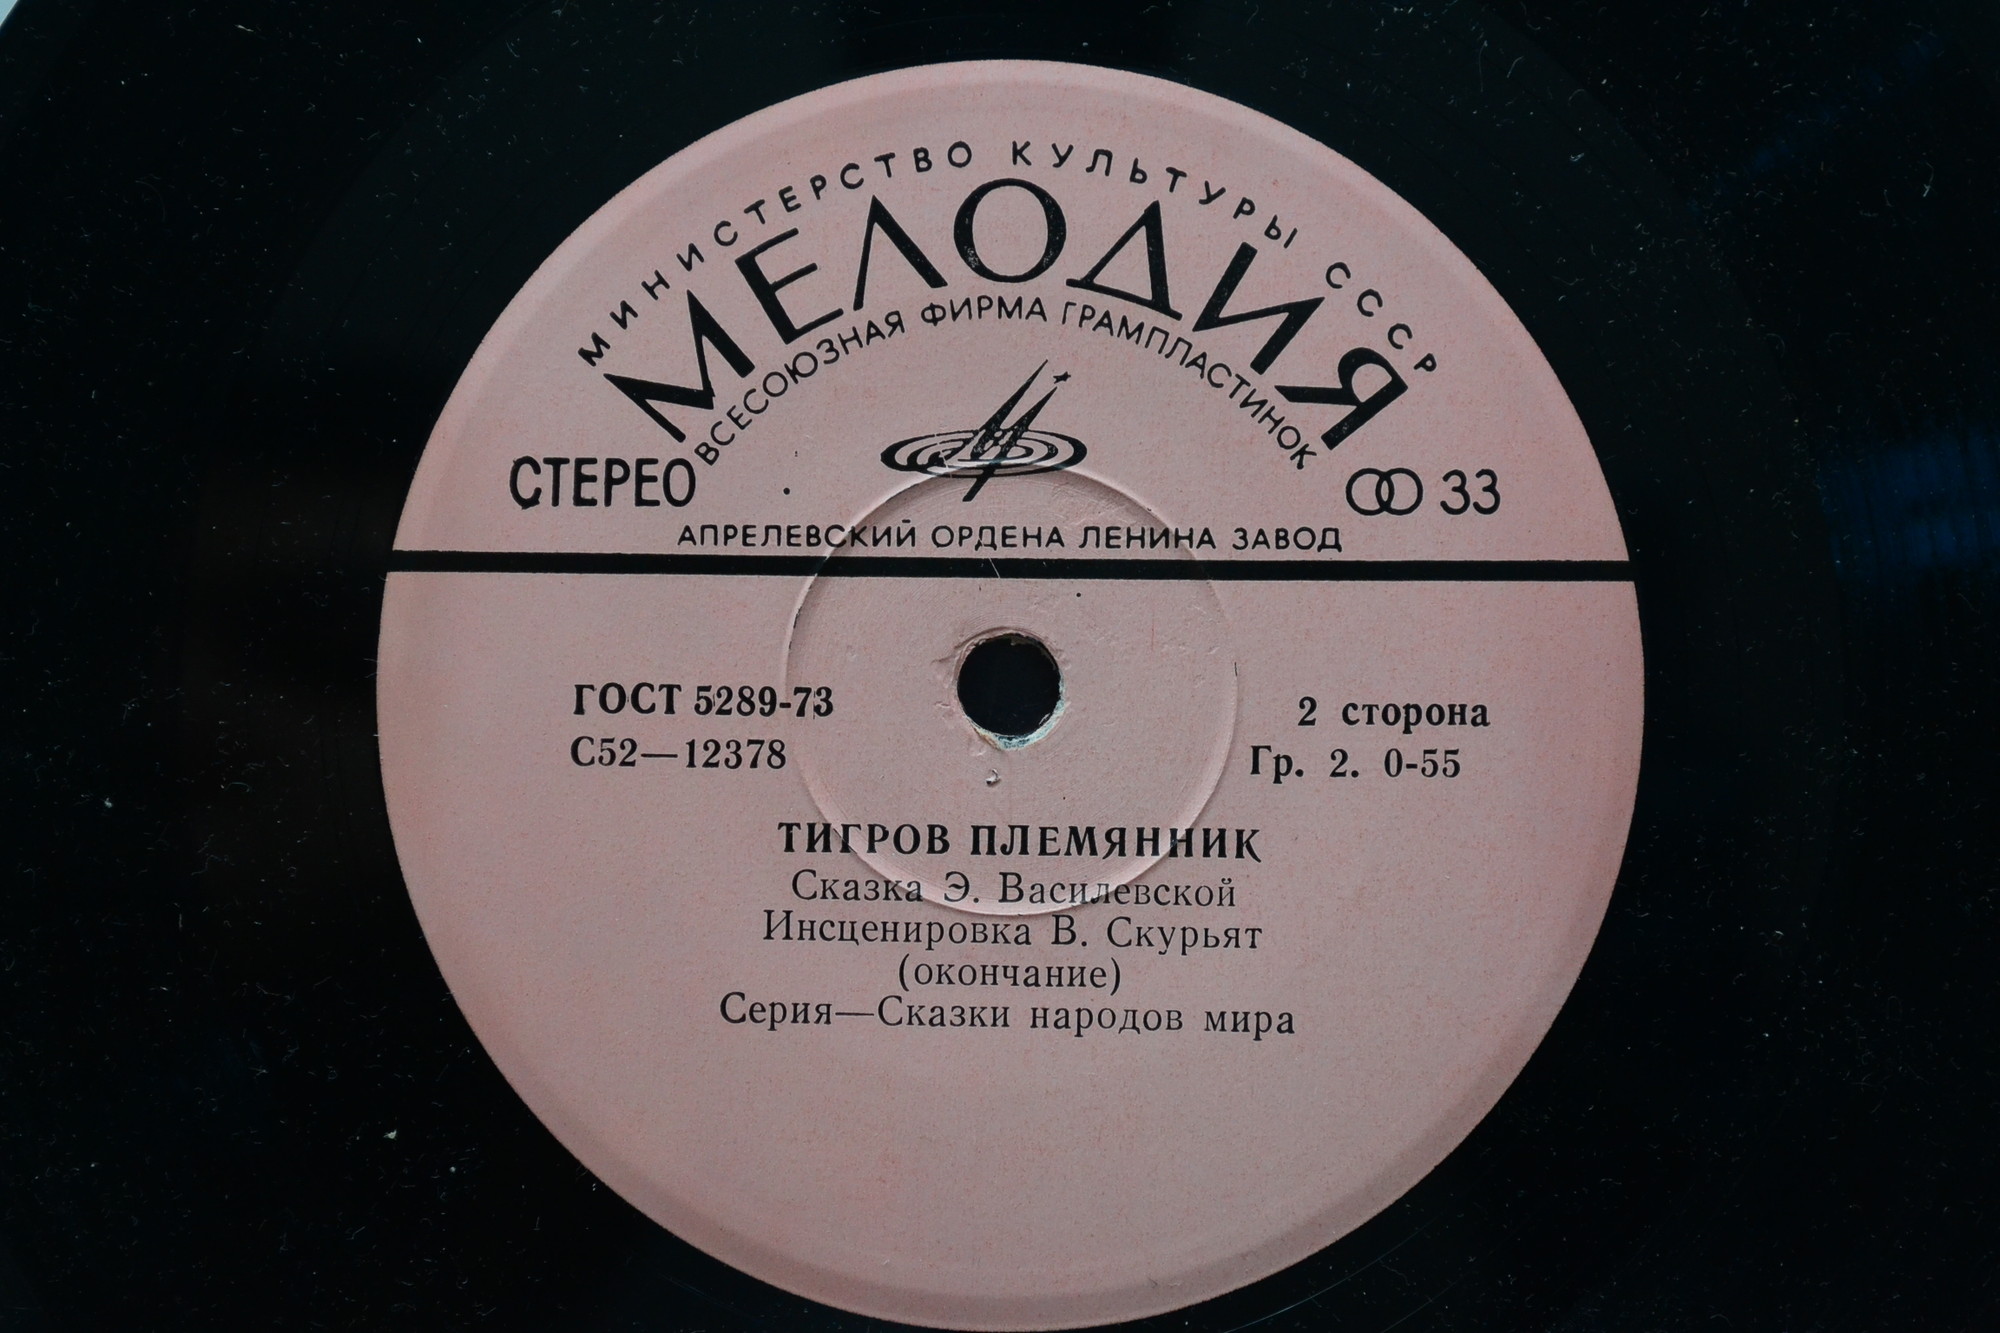 МИНИСТЕРСТВО КУЛЬТУРЫ СССР
МЕЛОДИЯ
ВСЕСОЮЗНАЯ ФИРМА ГРАМПЛАСТИНОК
СТЕРЕО
33
АПРЕЛЕВСКИЙ ОРДЕНА ЛЕНИНА ЗАВОД
ГОСТ 5289-73
С52—12378
2 сторона
Гр. 2. 0-55
ТИГРОВ ПЛЕМЯННИК
Сказка Э. Василевской
Инсценировка В. Скурьят
(окончание)
Серия—Сказки народов мира